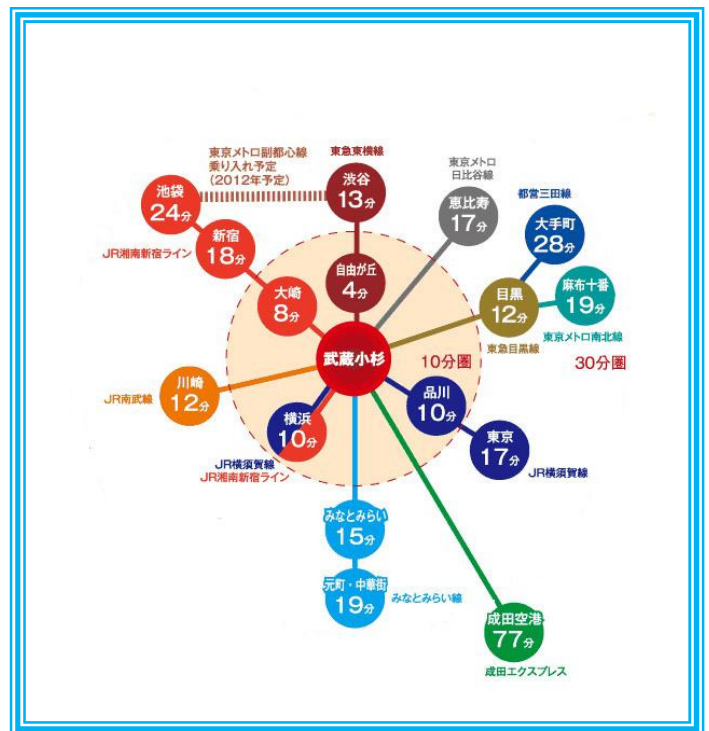 東京メトロ副都心線
乗り入れ予定
(2012年予定)
東急東横線
東京メトロ
日比谷線
都営三田線
池袋
24分
渋谷
13分
恵比寿
17分
大手町
28分
新宿
18分
JR湘南新宿ライン
自由が丘
4分
大崎
8分
目黒
12分
麻布十番
19分
東京メトロ南北線
東急目黒線
武蔵小杉
10分圏
30分圏
川崎
12分
JR南武線
横浜
10分
JR横須賀線
JR湘南新宿ライン
品川
10分
東京
17分
JR横須賀線
みなとみらい
15分
元町・中華街
19分
みなとみらい線
成田空港
77分
成田エクスプレス